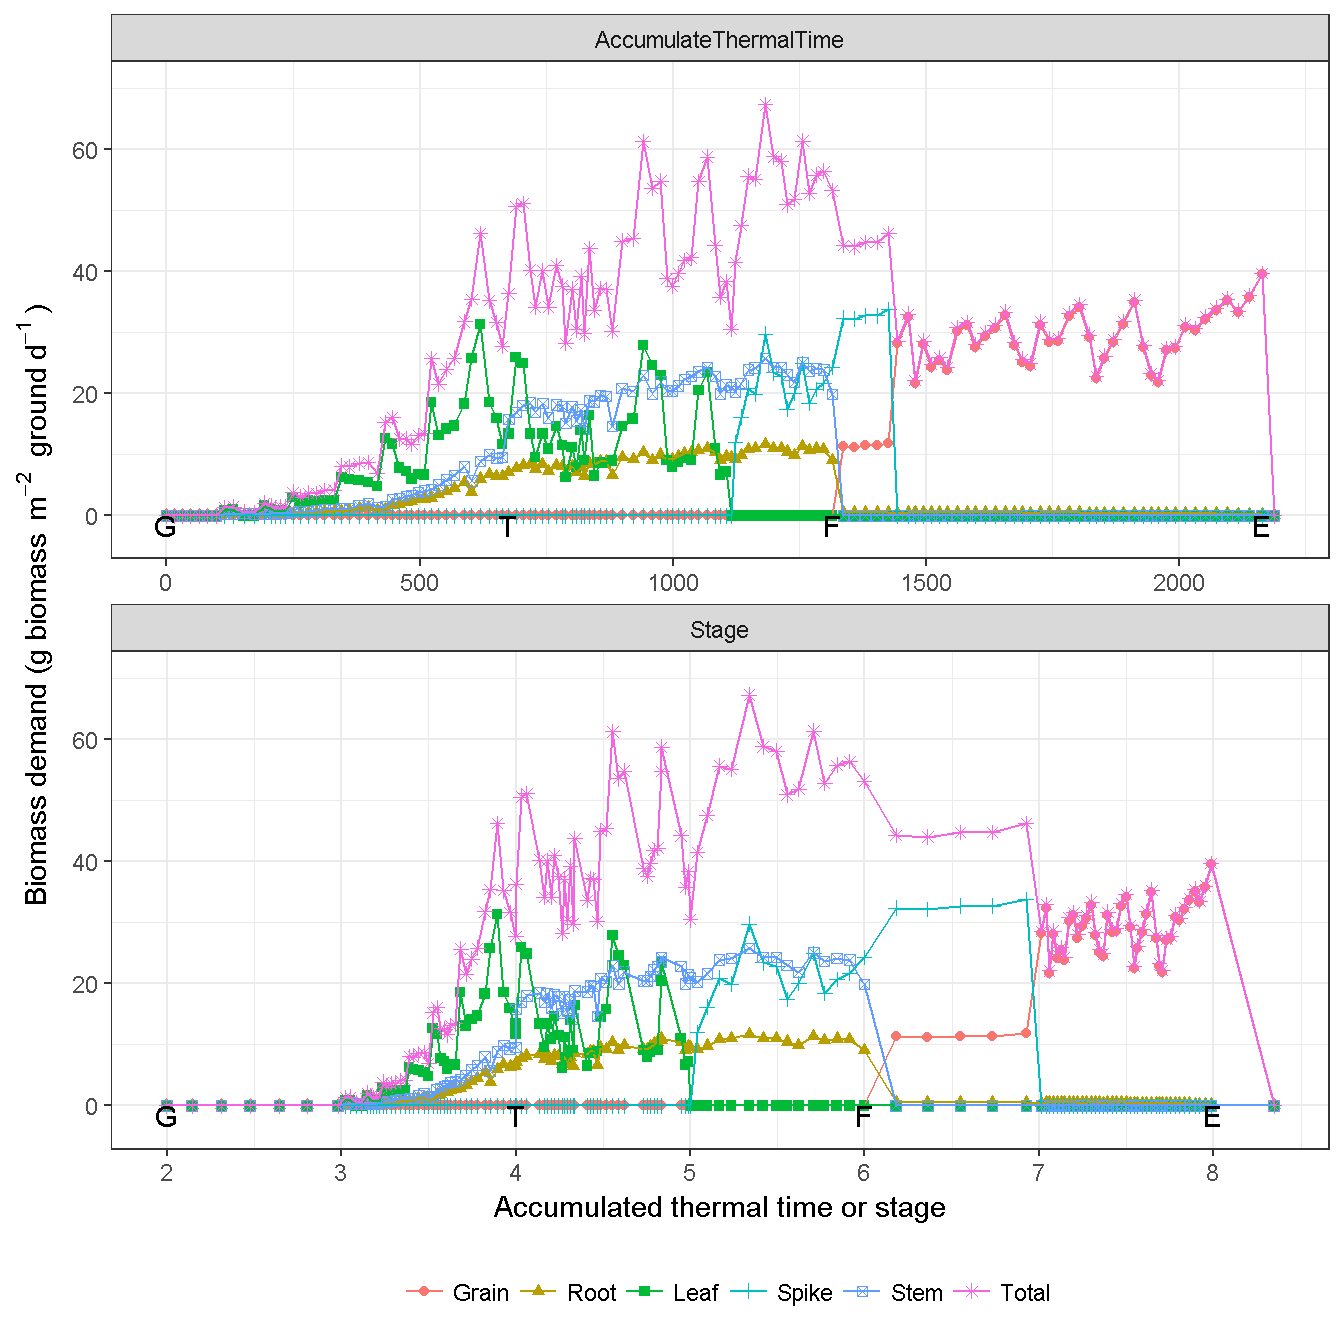 AccumulateThermalTime
60
40
20
0
G T F E
0 500 1000 1500 2000
Biomass demand (g biomass m⁻² ground d⁻¹ )
Stage
60
40
20
0
G T F E
2 3 4 5 6 7 8
Accumulated thermal time or stage
Grain Root Leaf Spike Stem Total